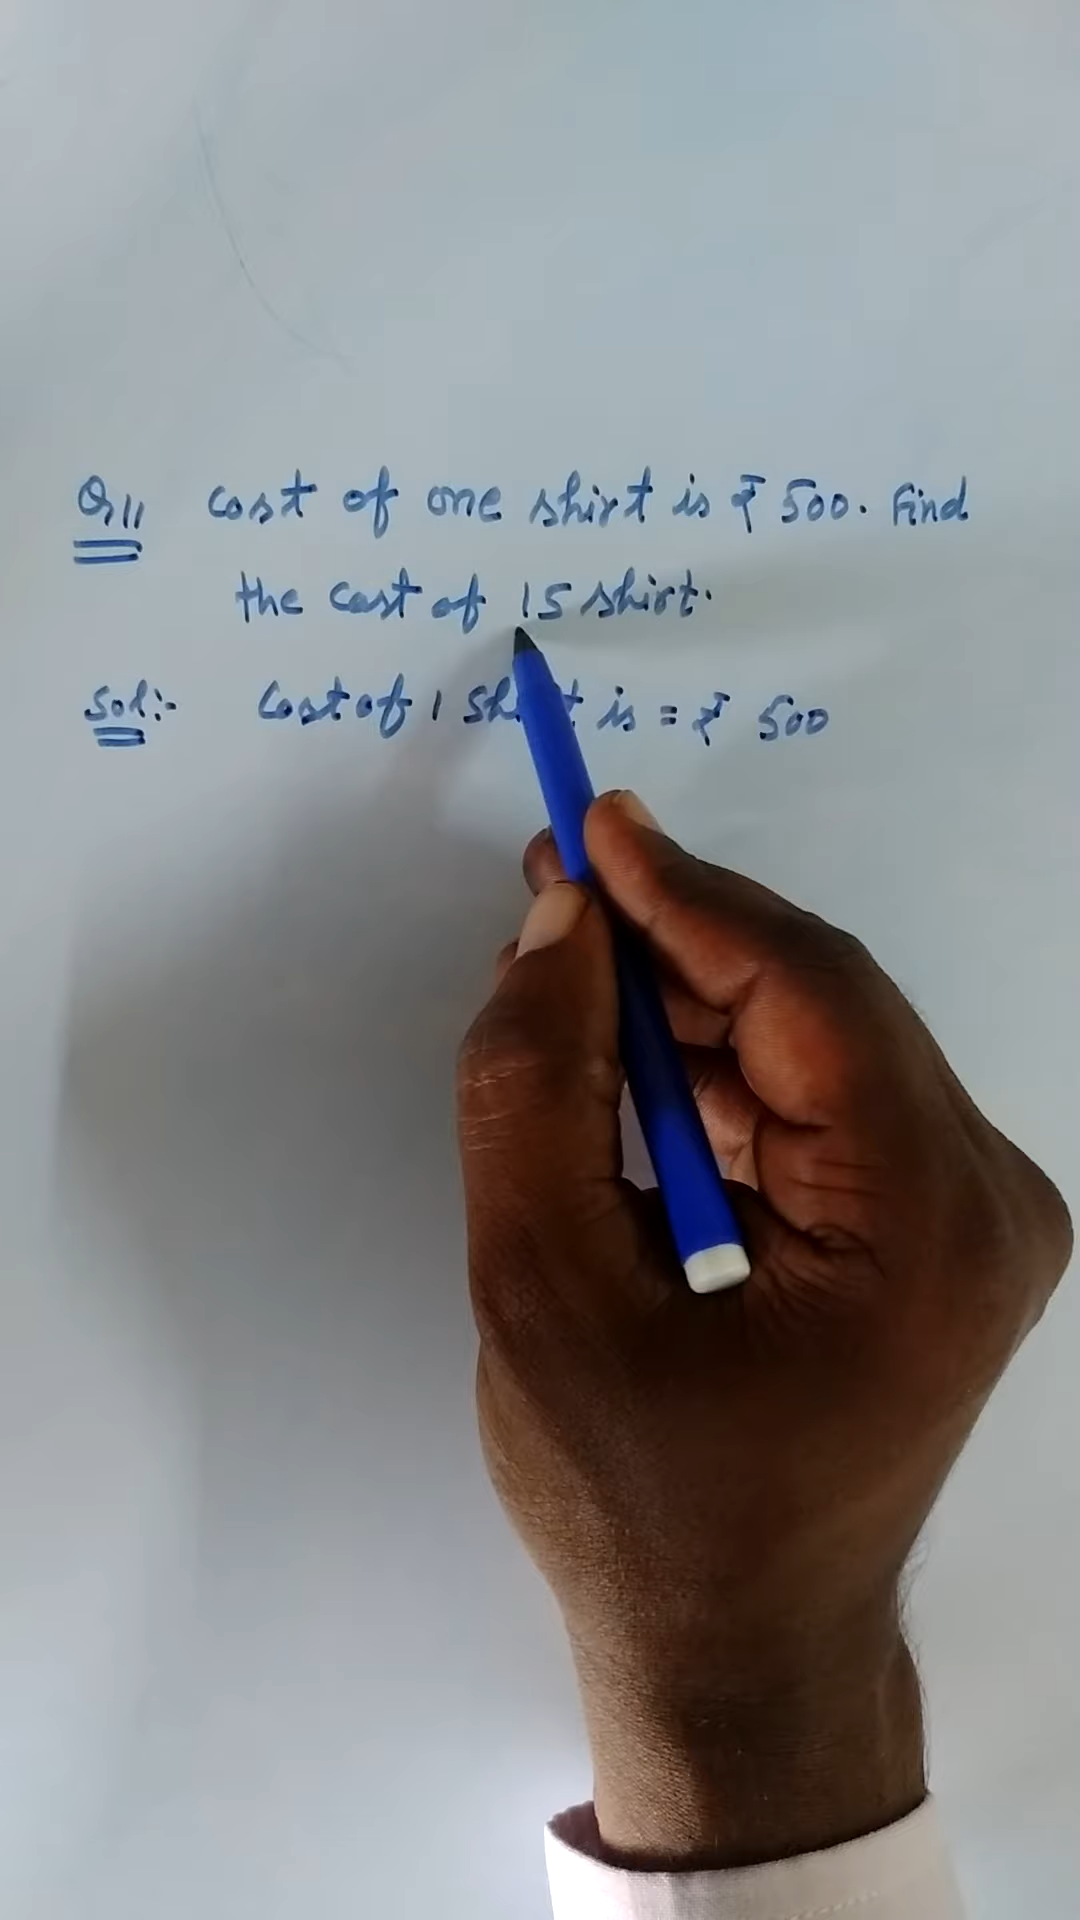 Q11 Cost of one shirt is ₹ 500. Find
the cost of 15 shirt.
Sol:- Cost of 1 is = ₹ 500